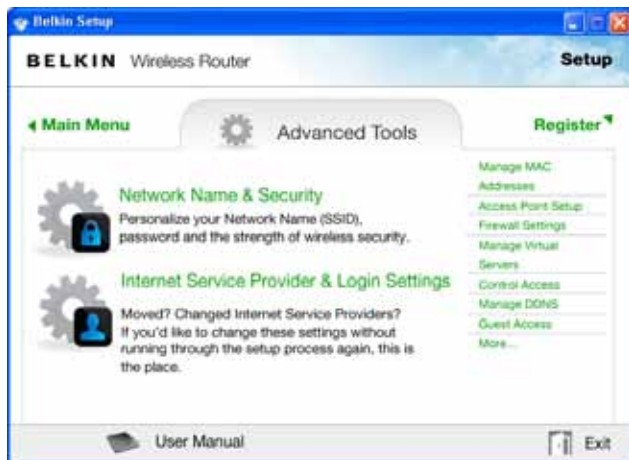 Belkin Setup
BELKIN Wireless Router
Setup
Main Menu
Advanced Tools
Register
Network Name & Security
Personalize your Network Name (SSID),
password and the strength of wireless security.
Internet Service Provider & Login Settings
Moved? Changed Internet Service Providers?
If you'd like to change these settings without
running through the setup process again, this is
the place.
Manage MAC
Addresses
Access Point Setup
Firewall Settings
Manage Virtual
Servers
Control Access
Manage DDNS
Guest Access
More...
User Manual
Exit